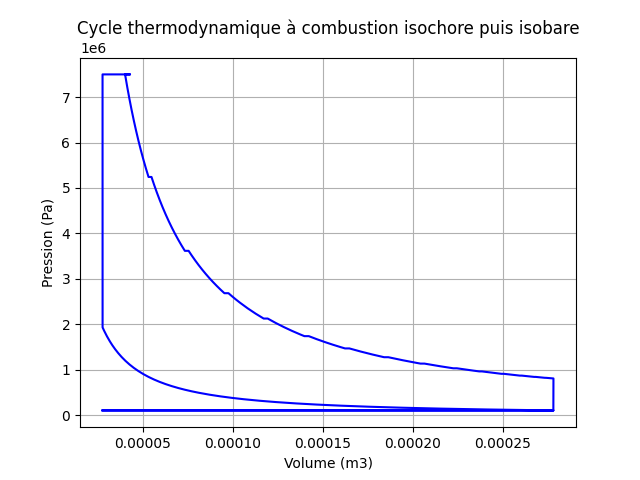 Cycle thermodynamique à combustion isochore puis isobare
1e6
7
6
5
4
3
2
1
0
Pression (Pa)
0.00005 0.00010 0.00015 0.00020 0.00025
Volume (m3)